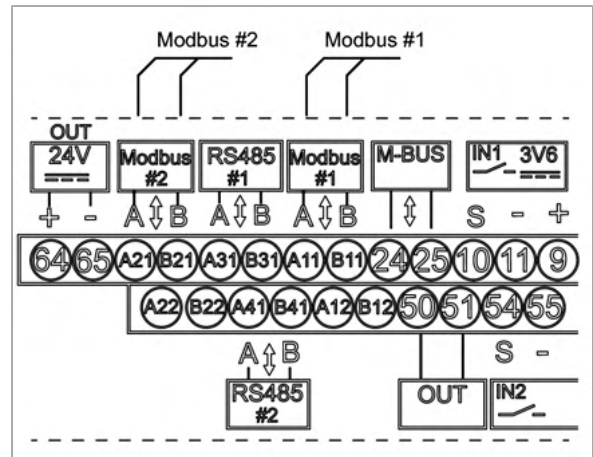 Modbus #2 Modbus #1
OUT
24V Modbus #2 RS485 #1 Modbus #1 M-BUS IN1 3V6
+ - A B A B A B S - +
64 65 A21 B21 A31 B31 A11 B11 24 25 10 11 9
A22 B22 A41 B41 A12 B12 50 51 54 55
A B S -
RS485 #2 OUT IN2